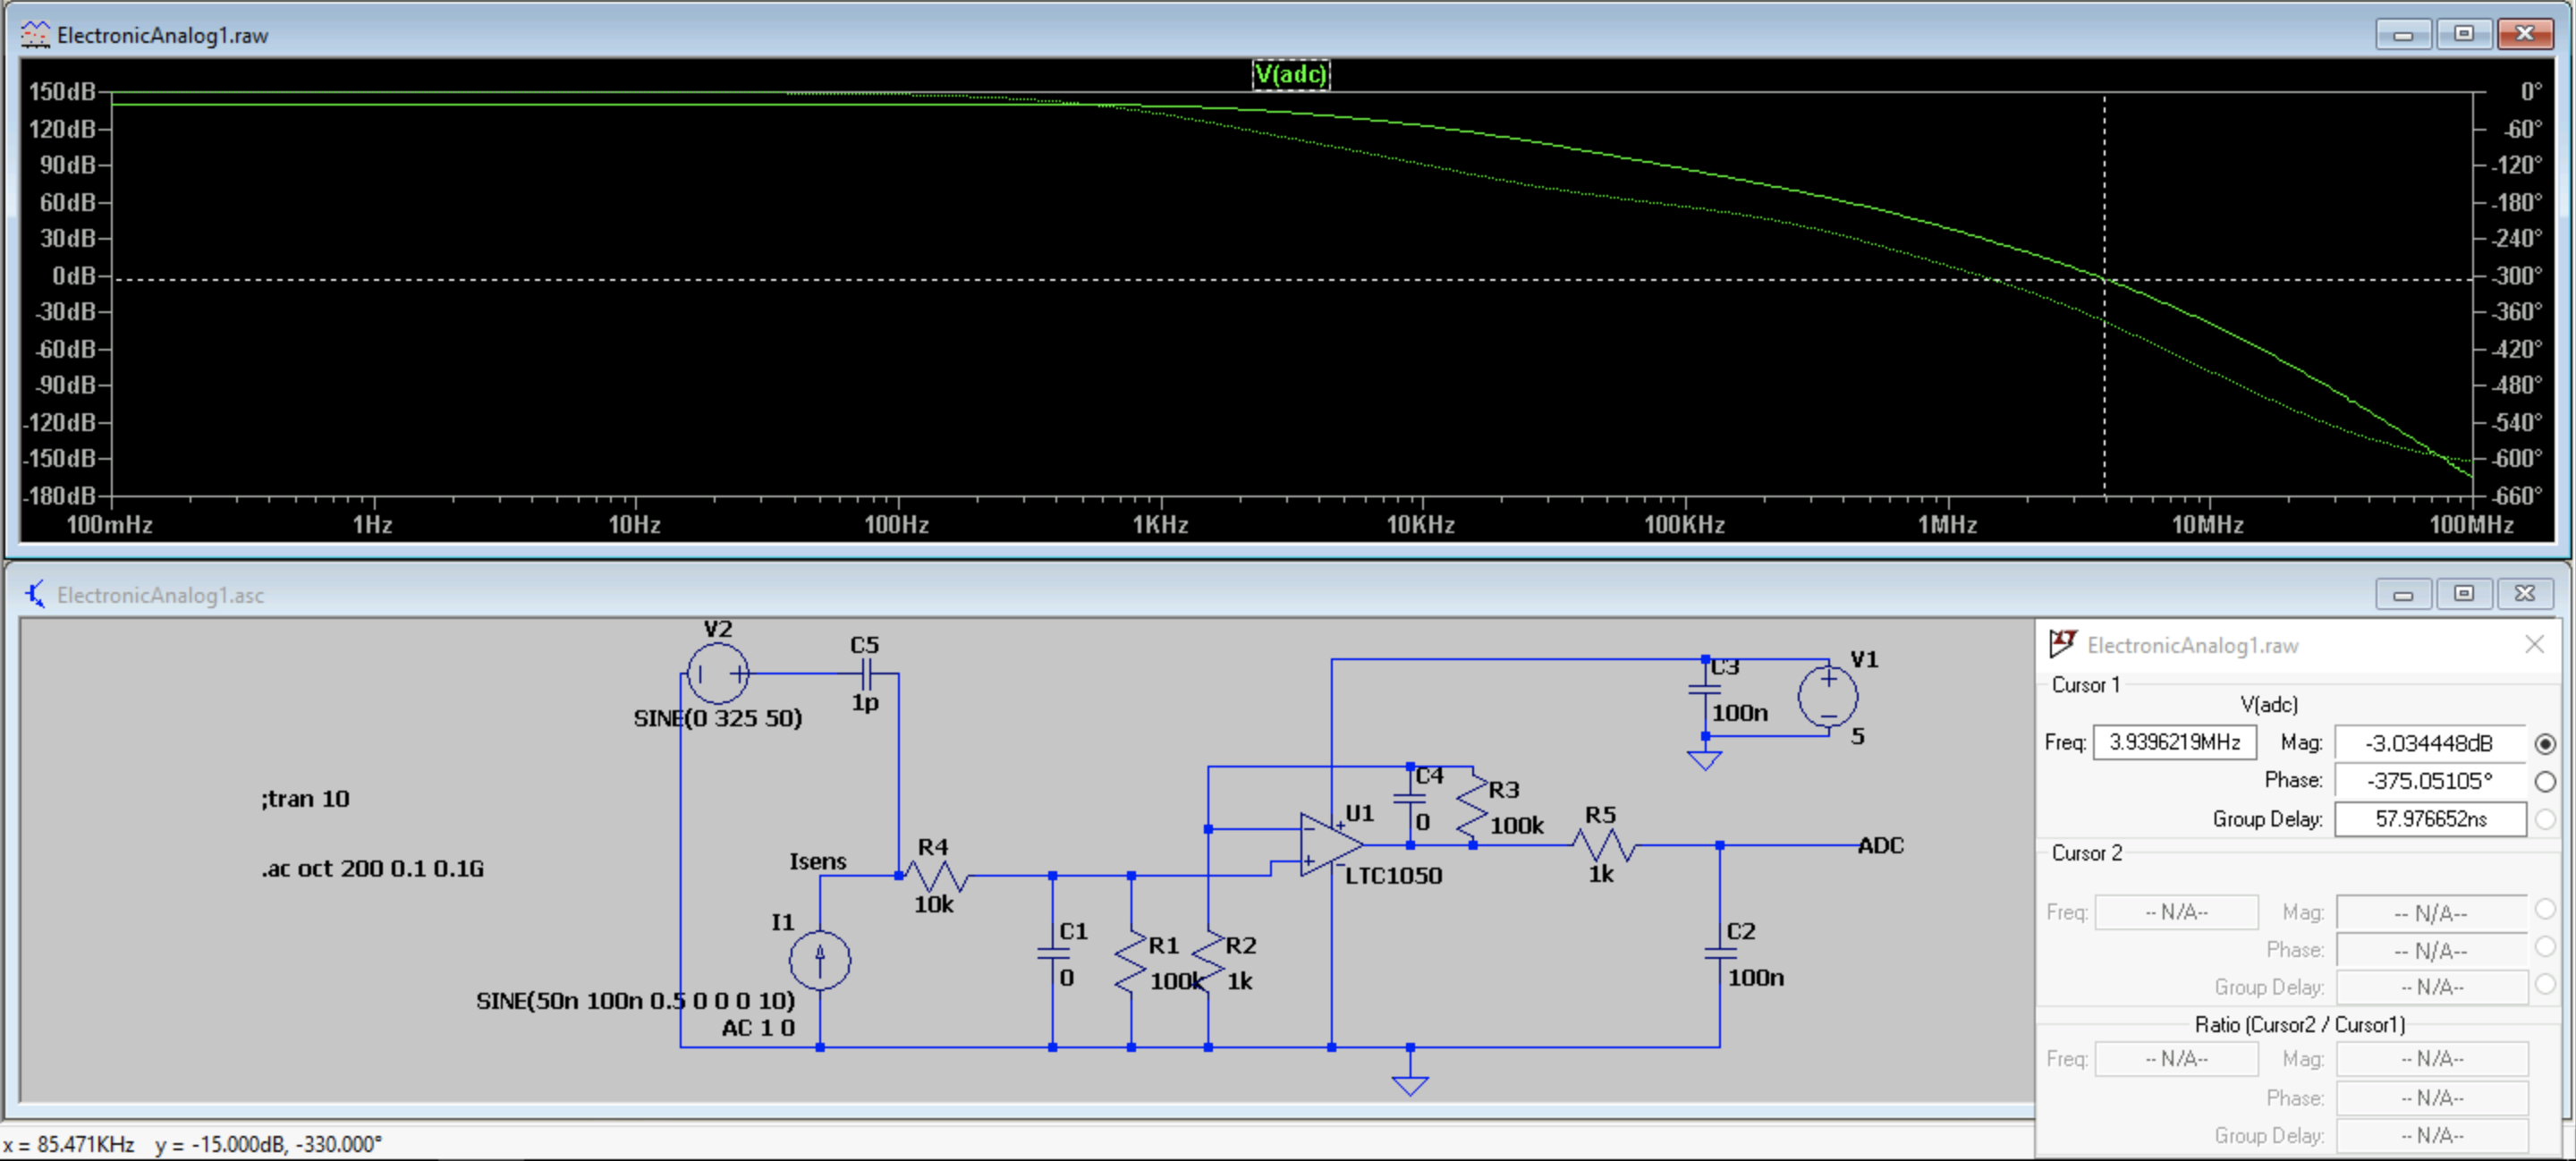 ElectronicAnalog1.raw
V(adc)
150dB
120dB
90dB
60dB
30dB
0dB
-30dB
-60dB
-90dB
-120dB
-150dB
-180dB
0°
-60°
-120°
-180°
-240°
-300°
-360°
-420°
-480°
-540°
-600°
-660°
100mHz 1Hz 10Hz 100Hz 1KHz 10KHz 100KHz 1MHz 10MHz 100MHz
ElectronicAnalog1.asc
V2
SINE(0 325 50)
C5
1p
;tran 10
.ac oct 200 0.1 0.1G
Isens
I1
SINE(50n 100n 0.5 0 0 0 10)
AC 1 0
R4
10k
C1
0
R1
100k
R2
1k
U1
LTC1050
C4
0
R3
100k
R5
1k
C3
100n
V1
5
ADC
C2
100n
ElectronicAnalog1.raw
Cursor 1
V(adc)
Freq: 3.9396219MHz Mag: -3.034448dB
Phase: -375.05105°
Group Delay: 57.976652ns
Cursor 2
Freq: -- N/A-- Mag: -- N/A--
Phase: -- N/A--
Group Delay: -- N/A--
Ratio (Cursor2 / Cursor1)
Freq: -- N/A-- Mag: -- N/A--
Phase: -- N/A--
Group Delay: -- N/A--
x = 85.471KHz y = -15.000dB, -330.000°